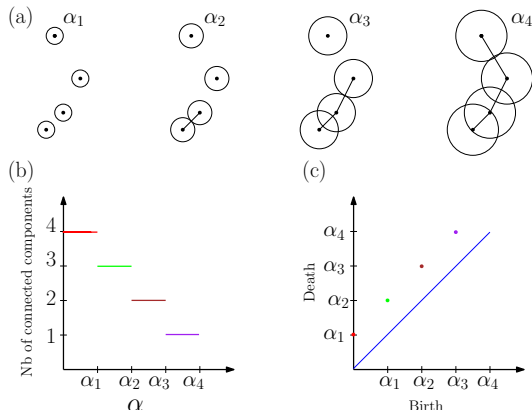 (a)
α₁ α₂ α₃ α₄
(b)
Nb of connected components
4
3
2
1
α₁ α₂ α₃ α₄
α
(c)
Death
α₄
α₃
α₂
α₁
α₁ α₂ α₃ α₄
Birth